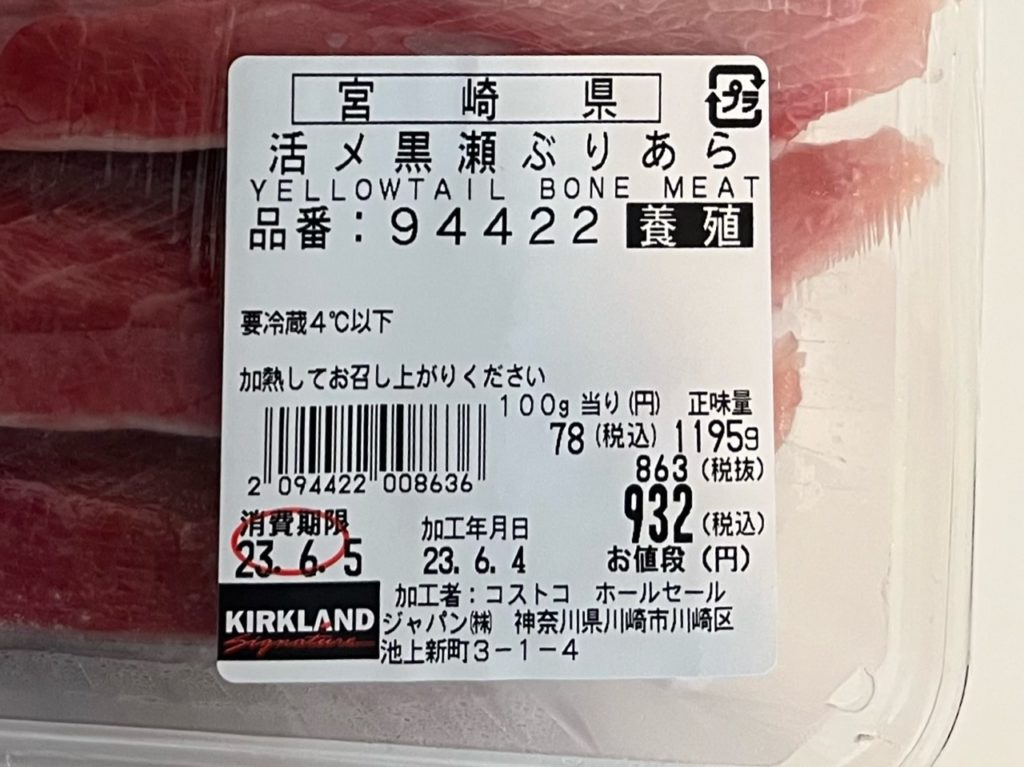 宮崎県
プラ
活〆黒瀬ぶりあら
YELLOWTAIL BONE MEAT
品番：94422 養殖
要冷蔵4℃以下
加熱してお召し上がりください
100g当り(円) 正味量
78(税込) 1195g
863(税抜)
2 094422 008636
932(税込)
消費期限 加工年月日
23.6.5 23.6.4 お値段(円)
KIRKLAND
Signature
加工者：コストコ ホールセール
ジャパン㈱ 神奈川県川崎市川崎区
池上新町3-1-4